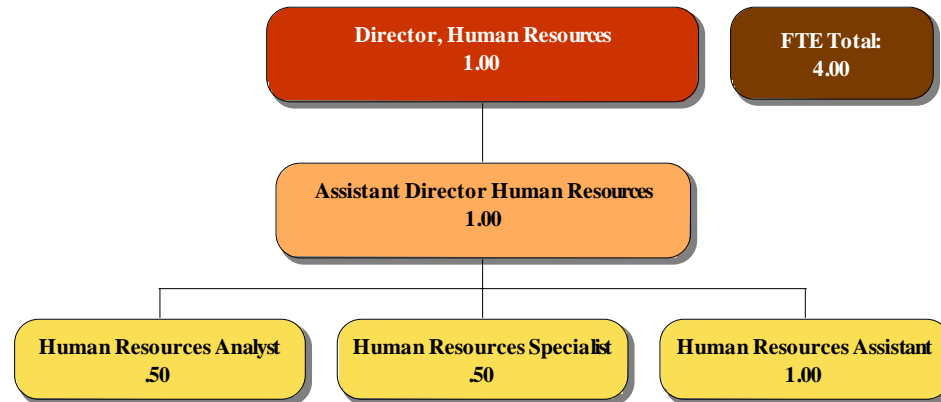 Director, Human Resources
1.00
FTE Total:
4.00
Assistant Director Human Resources
1.00
Human Resources Analyst
.50
Human Resources Specialist
.50
Human Resources Assistant
1.00